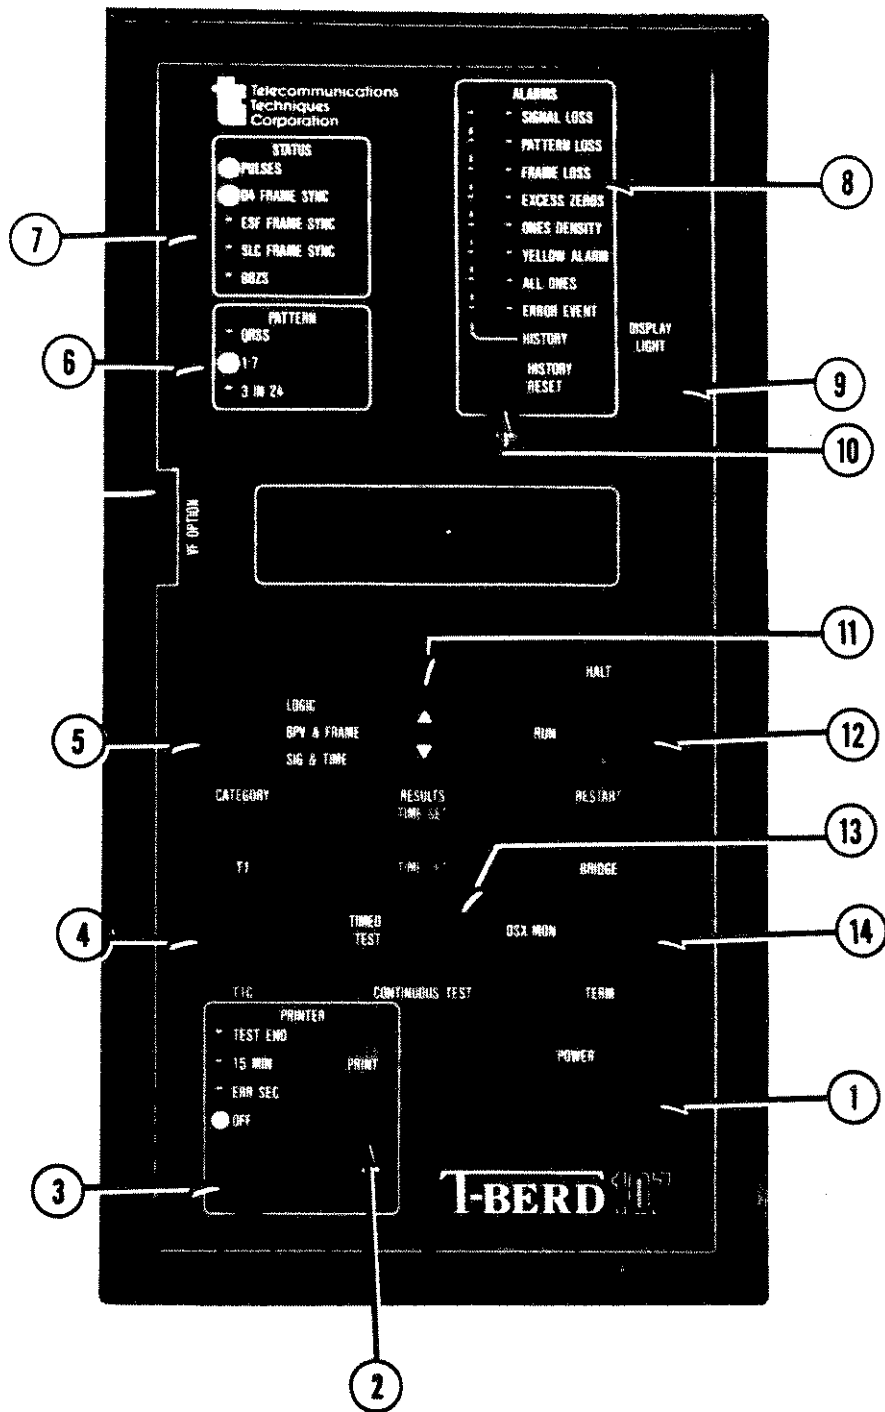 Telecommunications
Techniques
Corporation
STATUS
PULSES
D4 FRAME SYNC
ESF FRAME SYNC
SLC FRAME SYNC
B8ZS
PATTERN
QRSS
1:7
3 IN 24
ALARMS
SIGNAL LOSS
PATTERN LOSS
FRAME LOSS
EXCESS ZEROS
ONES DENSITY
YELLOW ALARM
ALL ONES
ERROR EVENT
HISTORY
HISTORY
RESET
DISPLAY
LIGHT
VF OPTION
LOGIC
BPV & FRAME
SIG & TIME
CATEGORY
▲
▼
RESULTS
TIME SET
HALT
RUN
RESTART
T1
T1C
TIMED
TEST
CONTINUOUS TEST
BRIDGE
DSX MON
TERM
PRINTER
TEST END
15 MIN
ERR SEC
OFF
PRINT
POWER
T-BERD
7
6
5
4
3
2
8
9
10
11
12
13
14
1